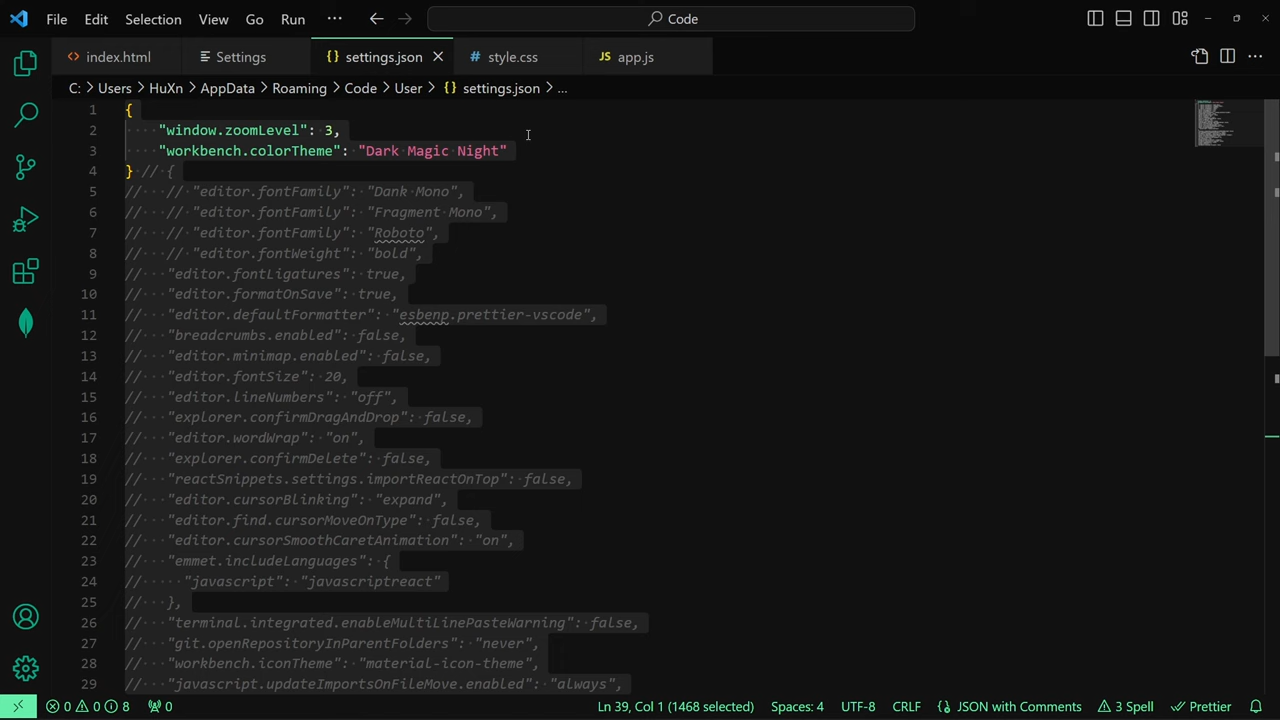 File Edit Selection View Go Run ··· Code
index.html Settings {} settings.json style.css JS app.js ···
C: > Users > HuXn > AppData > Roaming > Code > User > {} settings.json > ...
1 {
2 "window.zoomLevel": 3,
3 "workbench.colorTheme": "Dark Magic Night"
4 } // {
5 // // "editor.fontFamily": "Dank Mono",
6 // // "editor.fontFamily": "Fragment Mono",
7 // // "editor.fontFamily": "Roboto",
8 // // "editor.fontWeight": "bold",
9 // "editor.fontLigatures": true,
10 // "editor.formatOnSave": true,
11 // "editor.defaultFormatter": "esbenp.prettier-vscode",
12 // "breadcrumbs.enabled": false,
13 // "editor.minimap.enabled": false,
14 // "editor.fontSize": 20,
15 // "editor.lineNumbers": "off",
16 // "explorer.confirmDragAndDrop": false,
17 // "editor.wordWrap": "on",
18 // "explorer.confirmDelete": false,
19 // "reactSnippets.settings.importReactOnTop": false,
20 // "editor.cursorBlinking": "expand",
21 // "editor.find.cursorMoveOnType": false,
22 // "editor.cursorSmoothCaretAnimation": "on",
23 // "emmet.includeLanguages": {
24 // "javascript": "javascriptreact"
25 // },
26 // "terminal.integrated.enableMultiLinePasteWarning": false,
27 // "git.openRepositoryInParentFolders": "never",
28 // "workbench.iconTheme": "material-icon-theme",
29 // "javascript.updateImportsOnFileMove.enabled": "always",
0 0 8 0 Ln 39, Col 1 (1468 selected) Spaces: 4 UTF-8 CRLF {} JSON with Comments 3 Spell Prettier